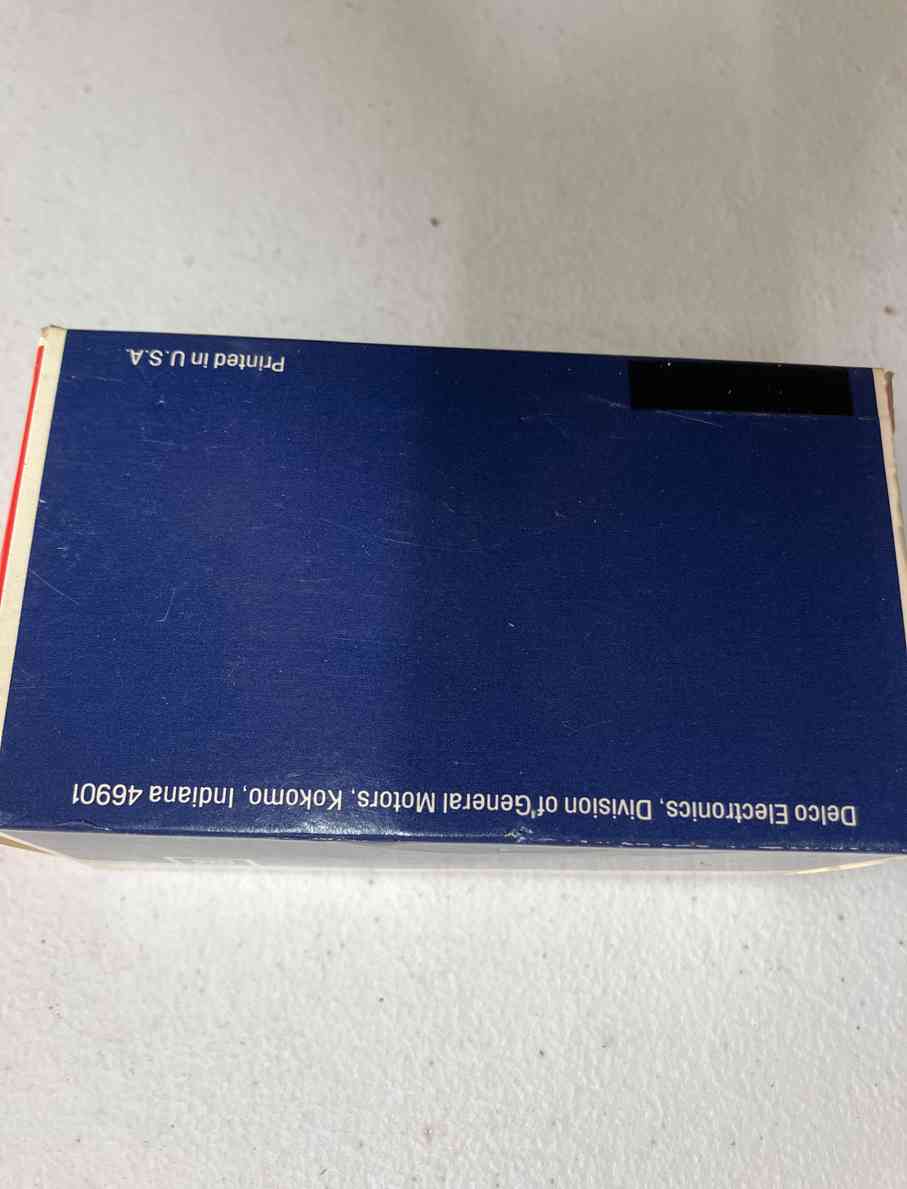 Delco Electronics, Division of General Motors, Kokomo, Indiana 46901
Printed in U.S.A.